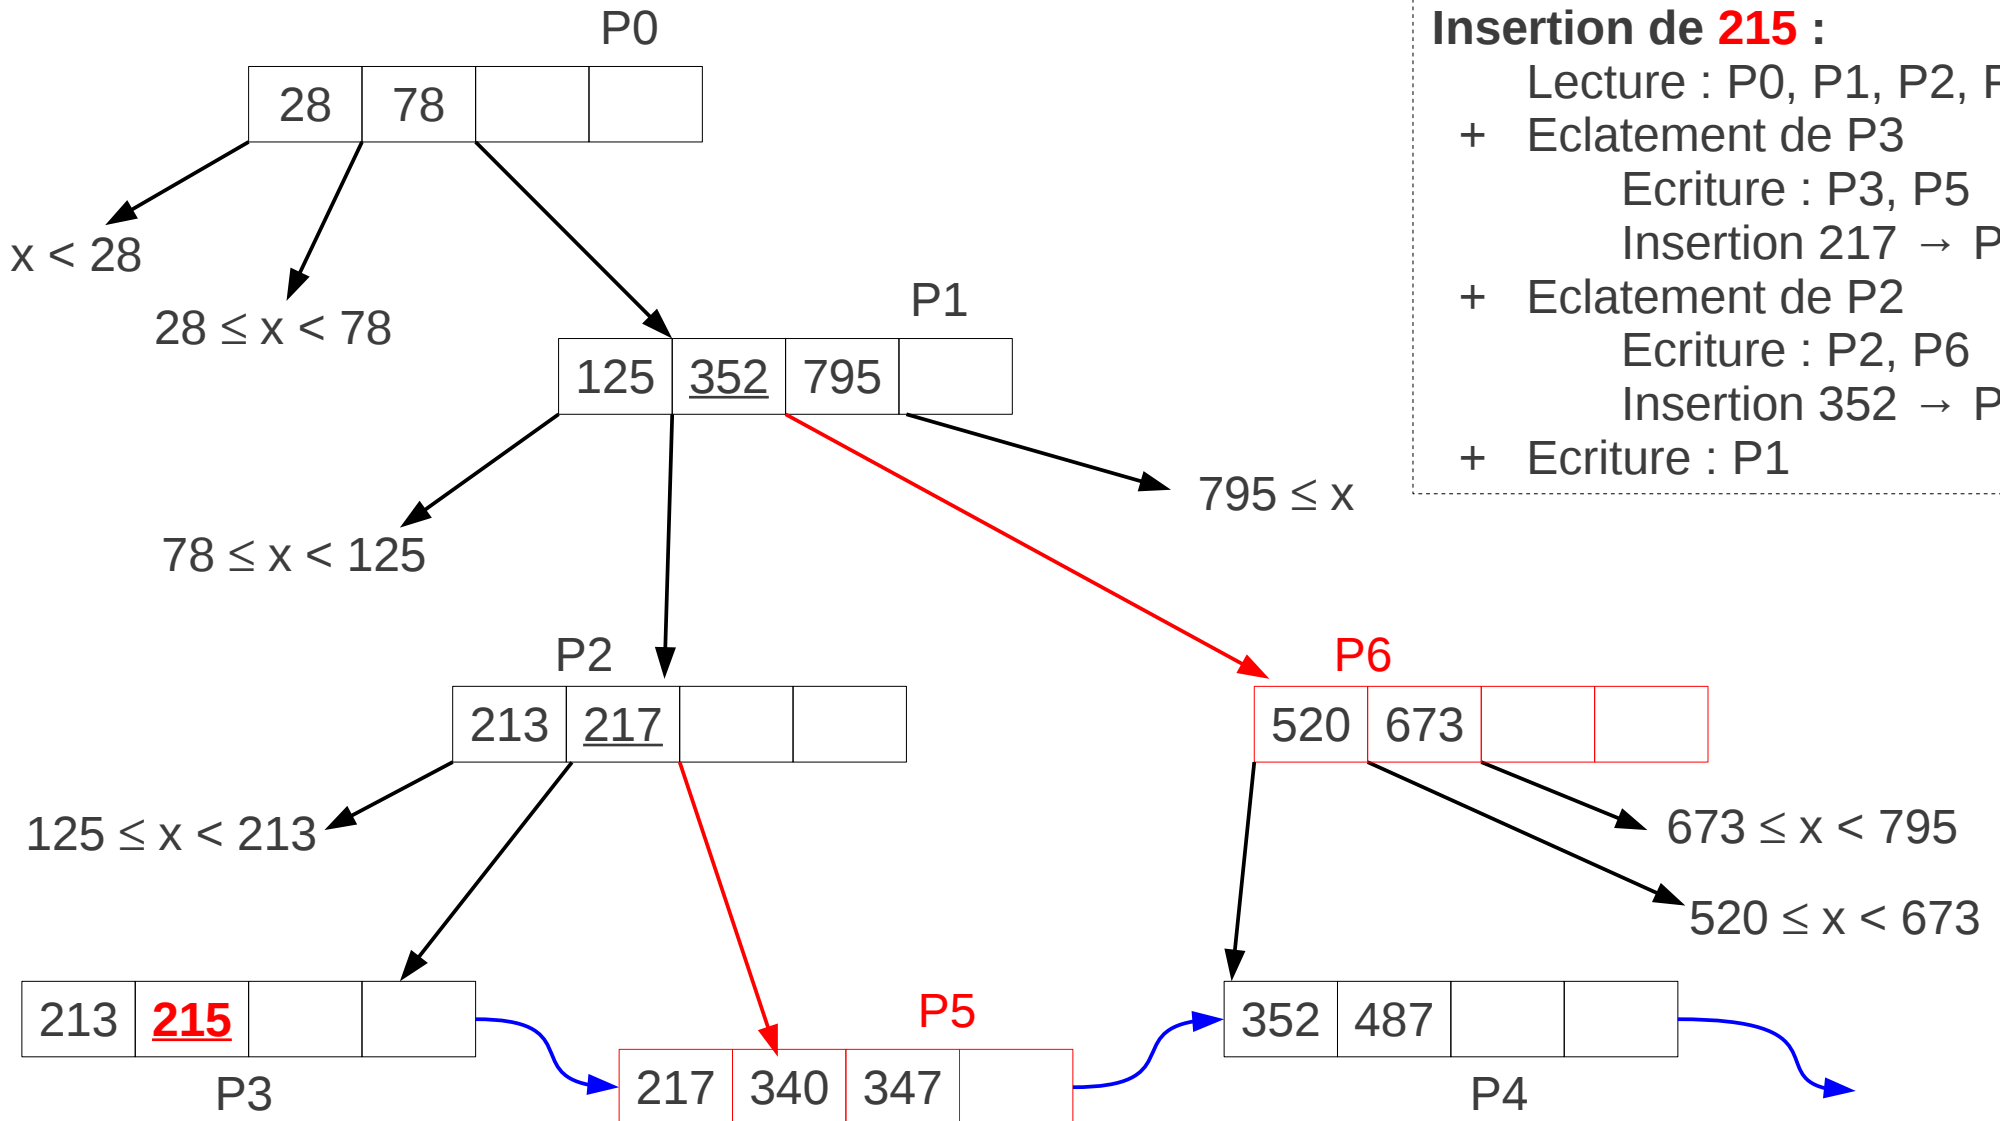 P0
Insertion de 215 :
28 78
Lecture : P0, P1, P2,
+ Eclatement de P3
Ecriture : P3, P5
x < 28
Insertion 217 →
28 ≤ x < 78
P1
+ Eclatement de P2
Ecriture : P2, P6
125 352 795
Insertion 352 →
+ Ecriture : P1
795 ≤ x
78 ≤ x < 125
P2
P6
213 217
520 673
125 ≤ x < 213
673 ≤ x < 795
520 ≤ x < 673
213 215
P5
352 487
217 340 347
P3
P4